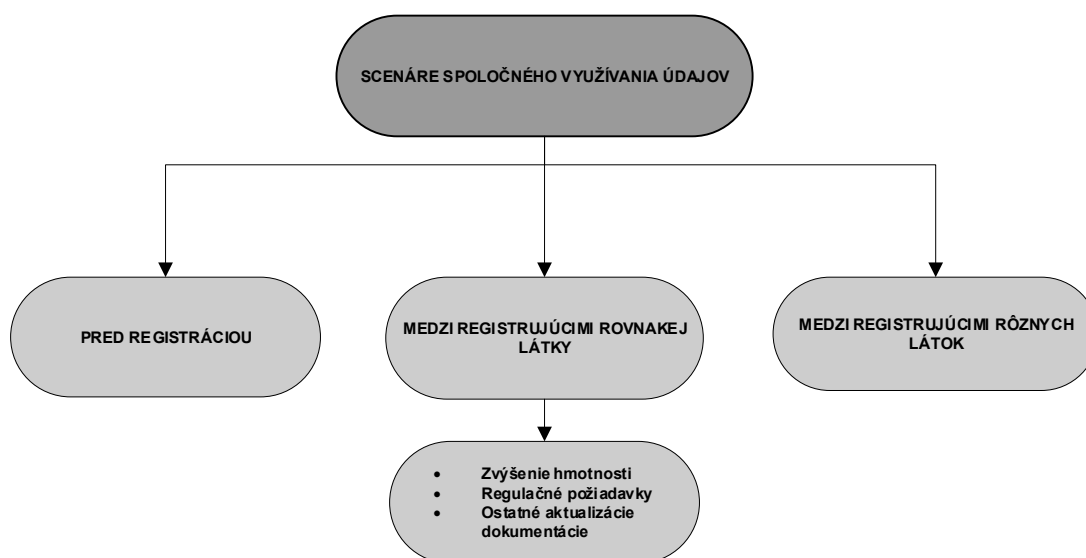 SCENÁRE SPOLOČNÉHO VYUŽÍVANIA ÚDAJOV
PRED REGISTRÁCIOU
MEDZI REGISTRUJÚCIMI ROVNAKEJ
LÁTKY
MEDZI REGISTRUJÚCIMI RÔZNYCH
LÁTOK
• Zvýšenie hmotnosti
• Regulačné požiadavky
• Ostatné aktualizácie
dokumentácie